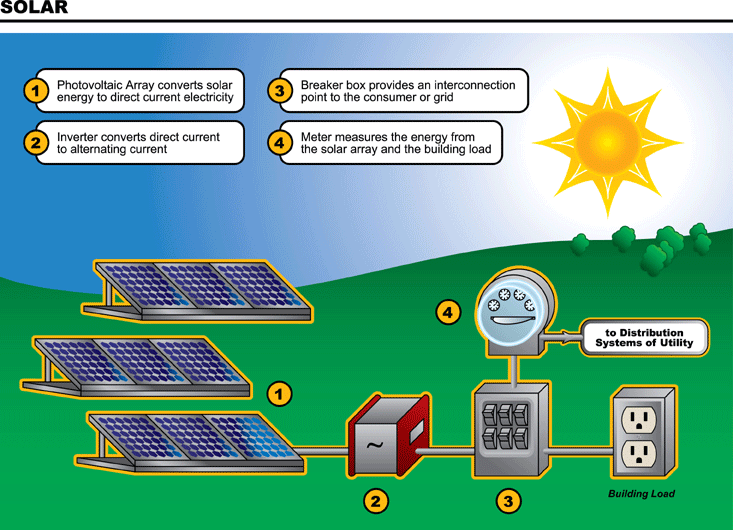 SOLAR
1 Photovoltaic Array converts solar
energy to direct current electricity
2 Inverter converts direct current
to alternating current
3 Breaker box provides an interconnection
point to the consumer or grid
4 Meter measures the energy from
the solar array and the building load
4
to Distribution
Systems of Utility
1
~
2
3
Building Load